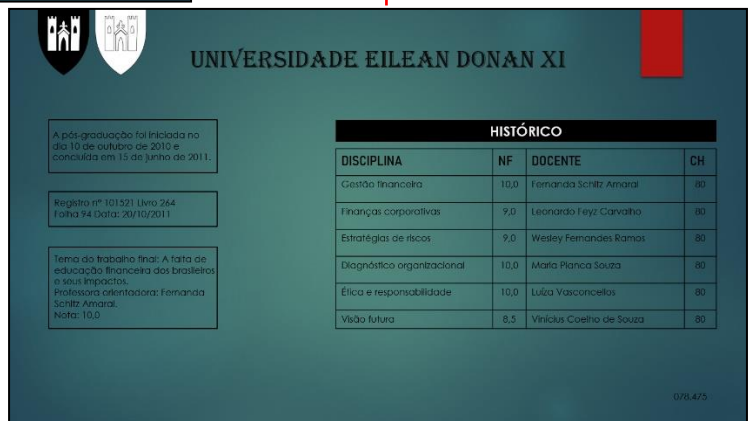 UNIVERSIDADE EILEAN DONAN XI
A pós-graduação foi iniciada no
dia 10 de outubro de 2010 e
concluída em 15 de junho de 2011.
Registro nº 101521 Livro 264
Folha 94 Data: 20/10/2011
Tema do trabalho final: A falta de
educação financeira dos brasileiros
e seus impactos.
Professora orientadora: Fernanda
Schitz Amaral.
Nota: 10,0
HISTÓRICO
DISCIPLINA NF DOCENTE CH
Gestão financeira 10,0 Fernanda Schitz Amaral 80
Finanças corporativas 9,0 Leonardo Feyz Carvalho 80
Estratégias de riscos 9,0 Wesley Fernandes Ramos 80
Diagnóstico organizacional 10,0 Maria Pianca Souza 80
Ética e responsabilidade 10,0 Luíza Vasconcellos 80
Visão futura 8,5 Vinícius Coelho de Souza 80
078.475